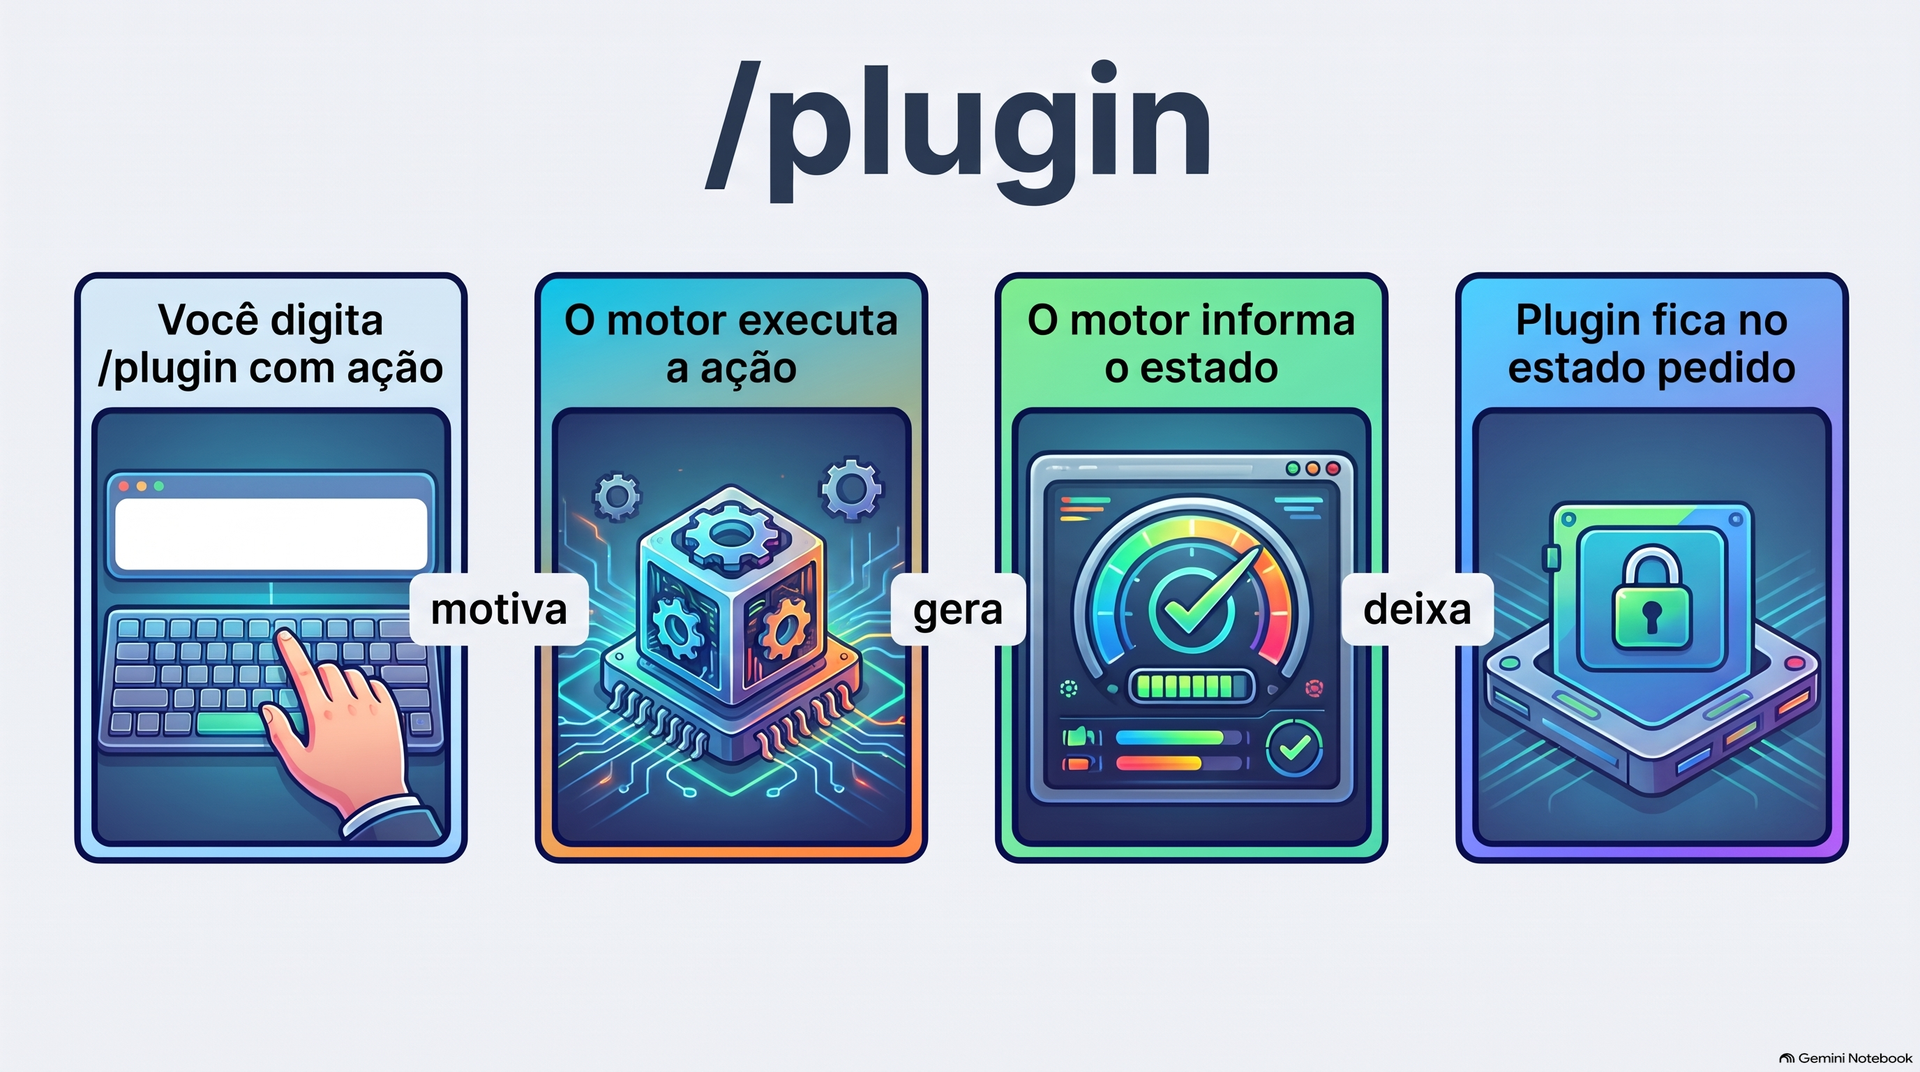 /plugin
Você digita
/plugin com ação
O motor executa
a ação
O motor informa
o estado
Plugin fica no
estado pedido
motiva
gera
deixa
Gemini Notebook